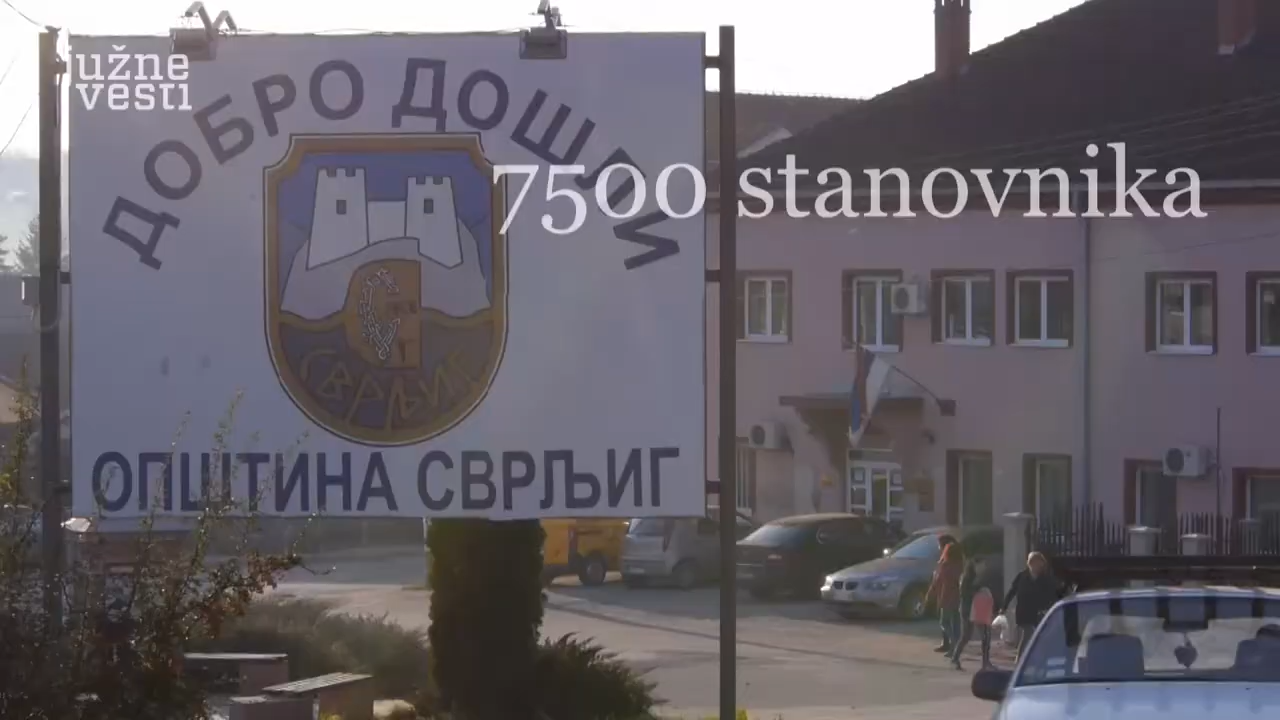 južne
vesti
ДОБРО ДОШЛИ
7500 stanovnika
СВРЉИГ
ОПШТИНА СВРЉИГ